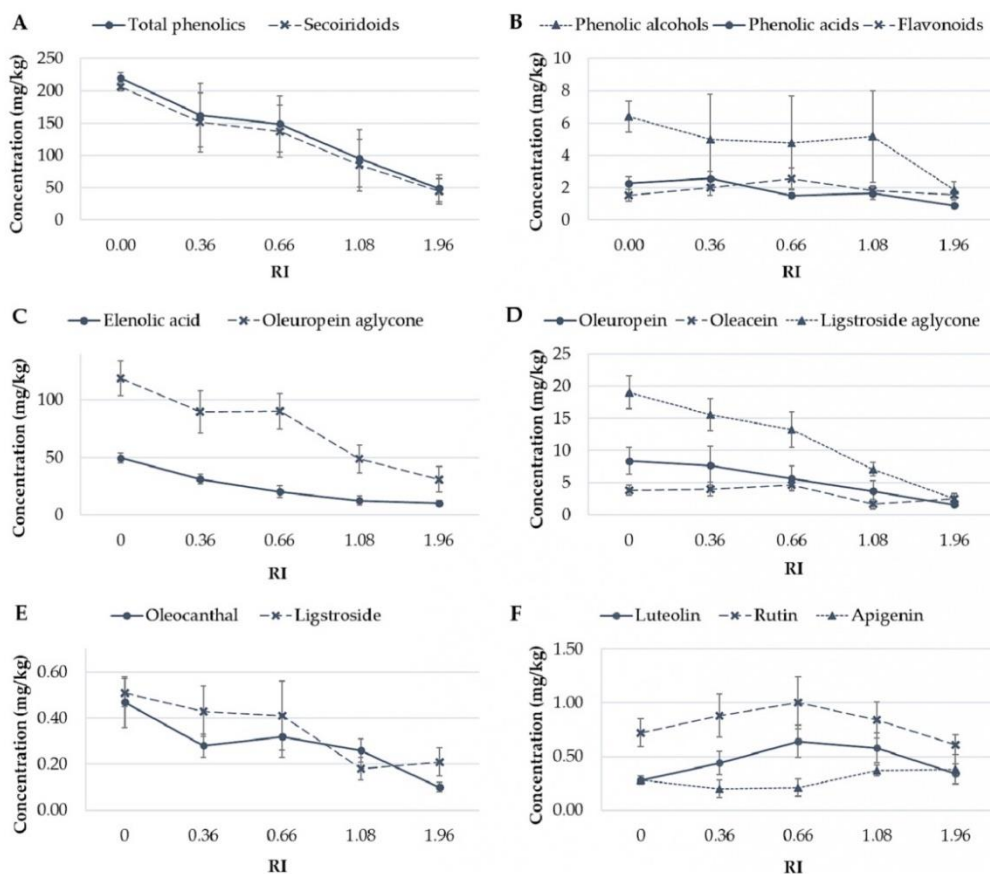 A
Total phenolics Secoiridoids
Concentration (mg/kg)
250
200
150
100
50
0
0.00 0.36 0.66 1.08 1.96
RI
B
Phenolic alcohols Phenolic acids Flavonoids
Concentration (mg/kg)
10
8
6
4
2
0
0.00 0.36 0.66 1.08 1.96
RI
C
Elenolic acid Oleuropein aglycone
Concentration (mg/kg)
100
50
0
0 0.36 0.66 1.08 1.96
RI
D
Oleuropein Oleacein Ligstroside aglycone
Concentration (mg/kg)
25
20
15
10
5
0
0 0.36 0.66 1.08 1.96
RI
E
Oleocanthal Ligstroside
Concentration (mg/kg)
0.60
0.40
0.20
0.00
0 0.36 0.66 1.08 1.96
RI
F
Luteolin Rutin Apigenin
Concentration (mg/kg)
1.50
1.00
0.50
0.00
0 0.36 0.66 1.08 1.96
RI